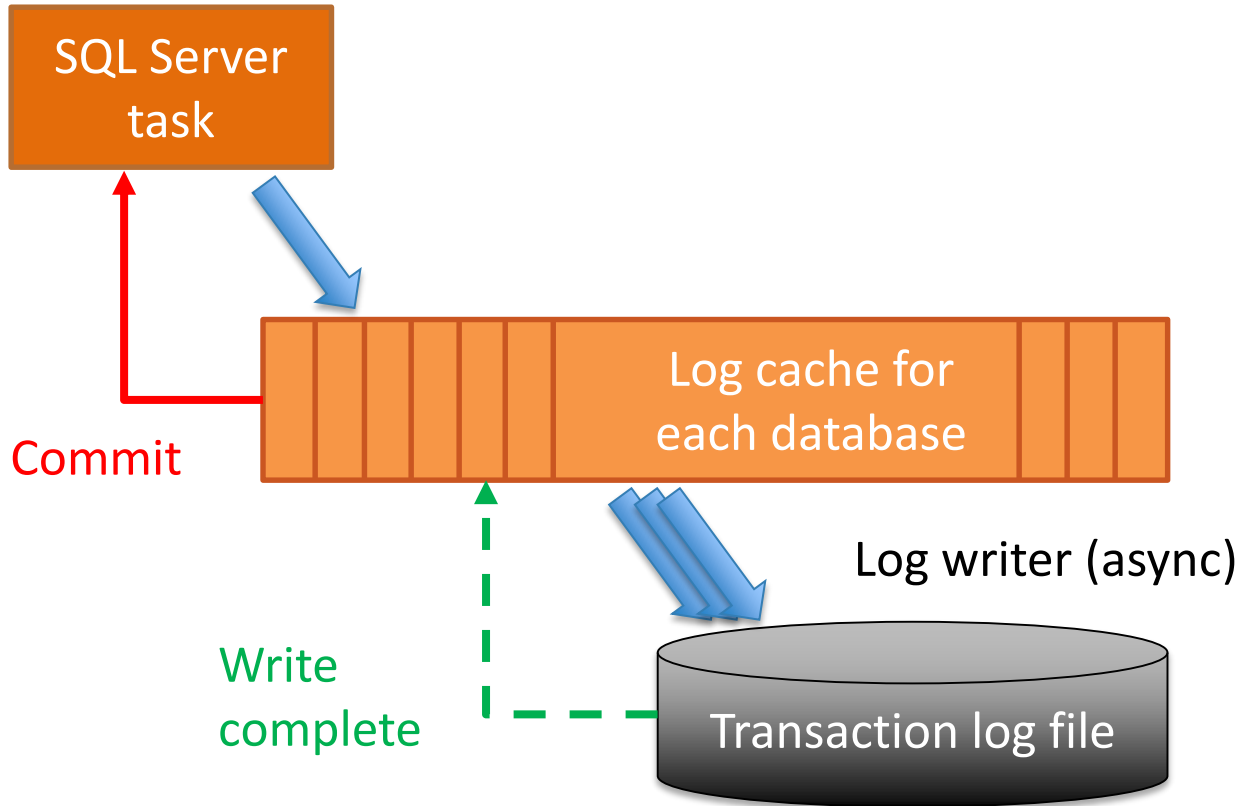 SQL Server
task
Log cache for
each database
Commit
Log writer (async)
Write
complete
Transaction log file